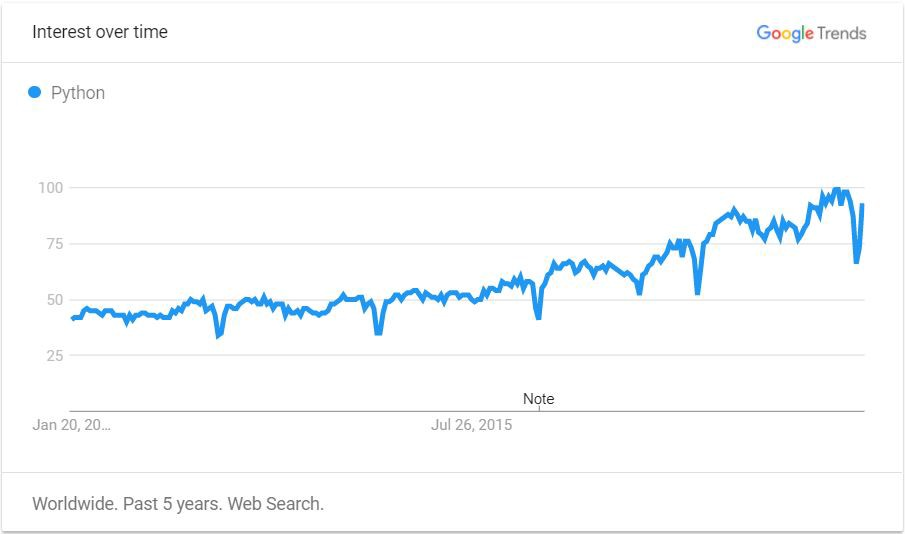 Interest over time
Google Trends
Python
100
75
50
25
Note
Jan 20, 20...
Jul 26, 2015
Worldwide. Past 5 years. Web Search.